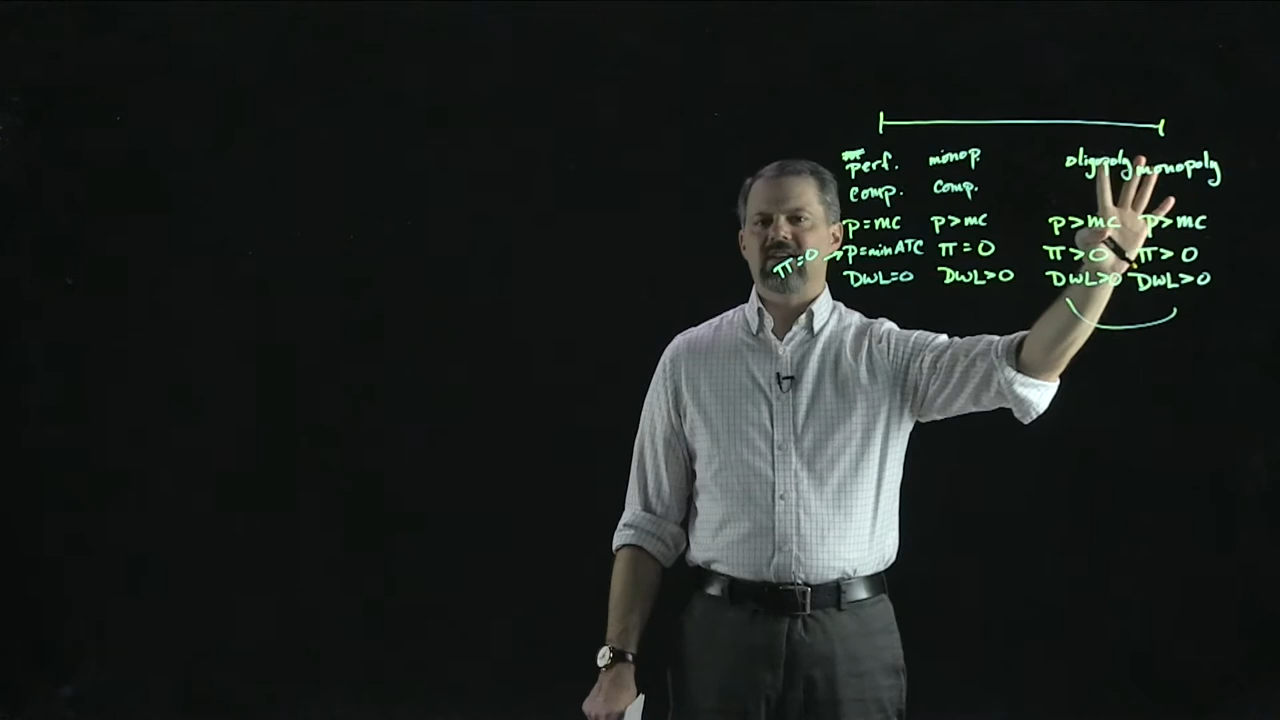 perf. monop. oligopoly monopoly
comp. comp.
P=MC P>MC P>MC P>MC
π=0 → P=minATC π=0 π>0 π>0
DWL=0 DWL>0 DWL>0 DWL>0